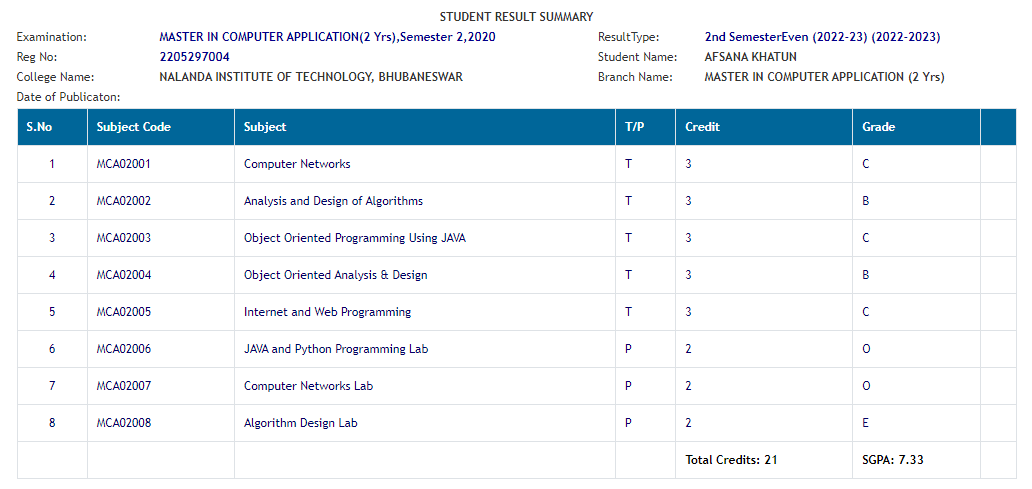 STUDENT RESULT SUMMARY
Examination: MASTER IN COMPUTER APPLICATION(2 Yrs),Semester 2,2020 ResultType: 2nd SemesterEven (2022-23) (2022-2023)
Reg No: 2205297004 Student Name: AFSANA KHATUN
College Name: NALANDA INSTITUTE OF TECHNOLOGY, BHUBANESWAR Branch Name: MASTER IN COMPUTER APPLICATION (2 Yrs)
Date of Publicaton:
S.No Subject Code Subject T/P Credit Grade
1 MCA02001 Computer Networks T 3 C
2 MCA02002 Analysis and Design of Algorithms T 3 B
3 MCA02003 Object Oriented Programming Using JAVA T 3 C
4 MCA02004 Object Oriented Analysis & Design T 3 B
5 MCA02005 Internet and Web Programming T 3 C
6 MCA02006 JAVA and Python Programming Lab P 2 O
7 MCA02007 Computer Networks Lab P 2 O
8 MCA02008 Algorithm Design Lab P 2 E
Total Credits: 21 SGPA: 7.33